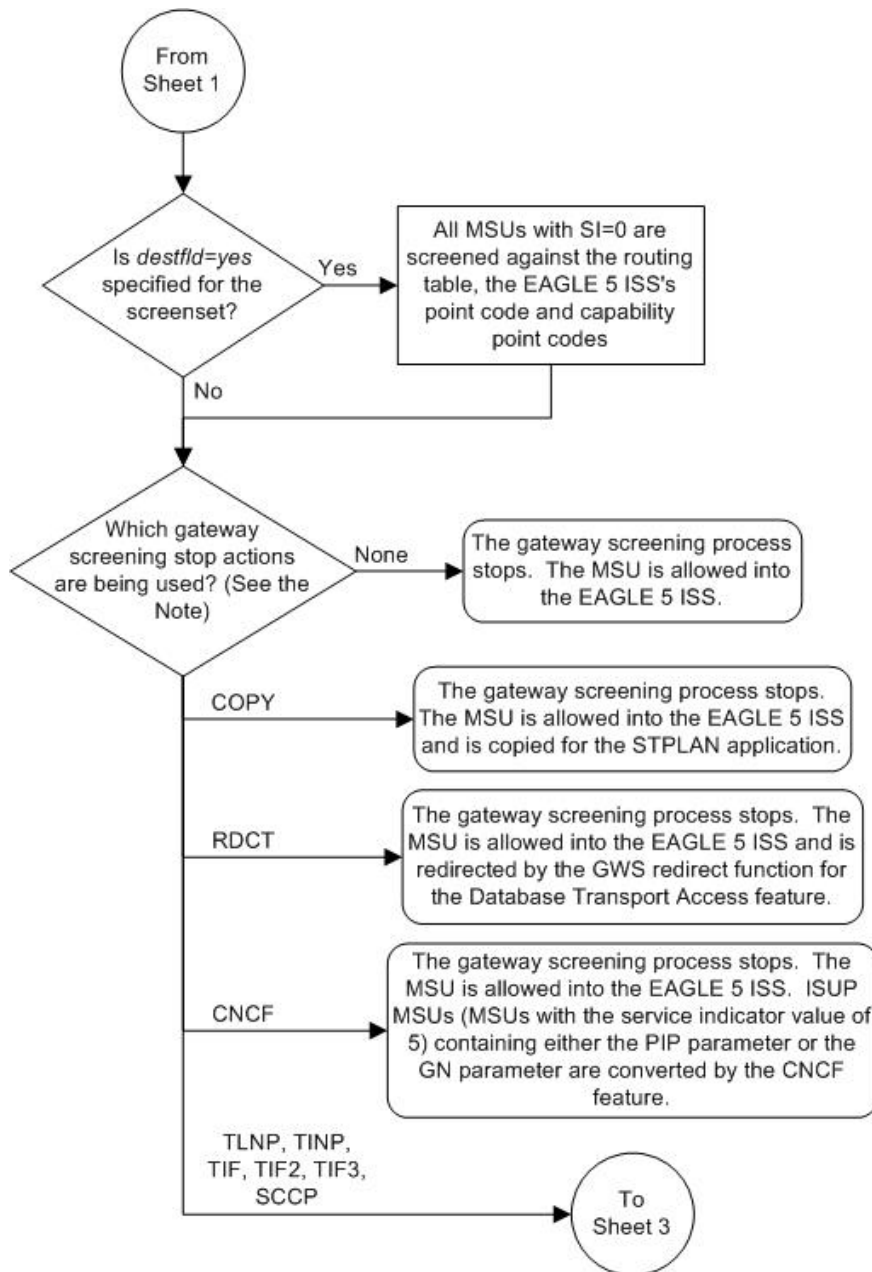 From
Sheet 1
Is destfld=yes
specified for the
screenset?
Yes
All MSUs with SI=0 are
screened against the routing
table, the EAGLE 5 ISS's
point code and capability
point codes
No
Which gateway
screening stop actions
are being used? (See the
Note)
None
The gateway screening process
stops. The MSU is allowed into
the EAGLE 5 ISS.
COPY
The gateway screening process stops.
The MSU is allowed into the EAGLE 5 ISS
and is copied for the STPLAN application.
RDCT
The gateway screening process stops. The
MSU is allowed into the EAGLE 5 ISS and is
redirected by the GWS redirect function for
the Database Transport Access feature.
CNCF
The gateway screening process stops. The
MSU is allowed into the EAGLE 5 ISS. ISUP
MSUs (MSUs with the service indicator value of
5) containing either the PIP parameter or the
GN parameter are converted by the CNCF
feature.
TLNP, TINP,
TIF, TIF2, TIF3,
SCCP
To
Sheet 3